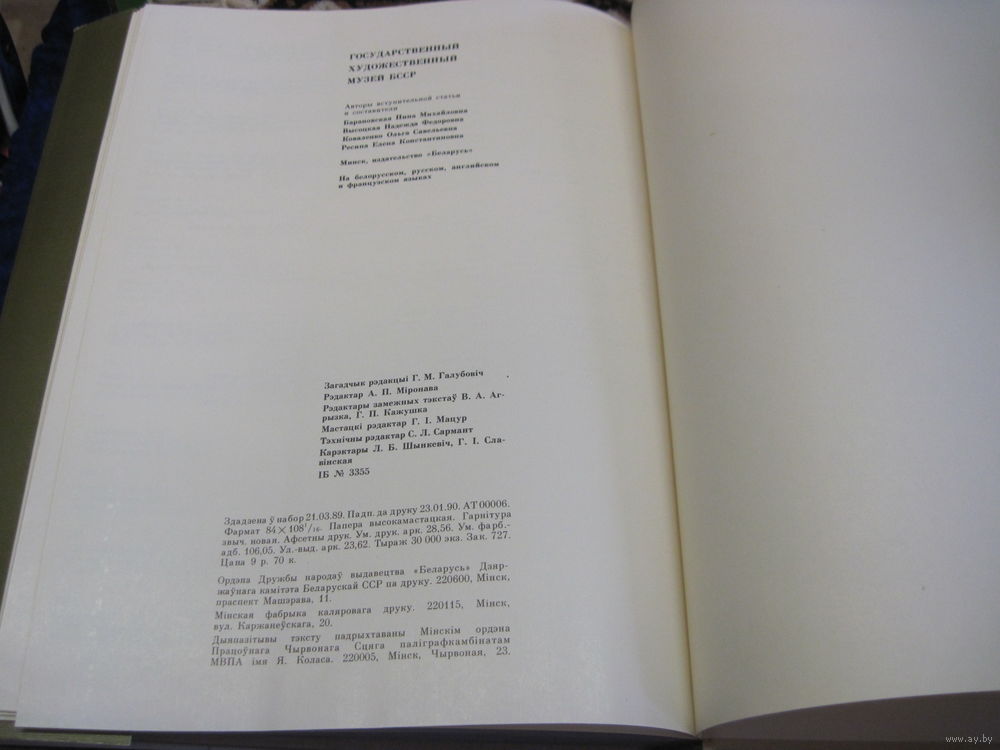 ГОСУДАРСТВЕННЫЙ
ХУДОЖЕСТВЕННЫЙ
МУЗЕЙ БССР
Авторы вступительной статьи
и составители
Барановская Нина Михайловна
Высоцкая Надежда Федоровна
Коваленко Ольга Савельевна
Ресина Елена Константиновна
Минск, издательство «Беларусь»
На белорусском, русском, английском
и французском языках
Загадчык рэдакцыі Г. М. Галубовіч
Рэдактар А. П. Міронава
Рэдактары замежных тэкстаў В. А. Аг-
рызка, Г. П. Кажушка
Мастацкі рэдактар Г. І. Мацур
Тэхнічны рэдактар С. Л. Сармант
Карэктары Л. Б. Шынкевіч, Г. І. Сла-
вінская
ІБ № 3355
Здадзена ў набор 21.03.89. Падп. да друку 23.01.90. АТ 00006.
Фармат 84×108¹/₁₆. Папера высокамастацкая. Гарнітура
звыч. новая. Афсетны друк. Ум. друк. арк. 28,56. Ум. фарб.-
адб. 106,05. Ул.-выд. арк. 23,62. Тыраж 30 000 экз. Зак. 727.
Цана 9 р. 70 к.
Ордэна Дружбы народаў выдавецтва «Беларусь» Дзяр-
жаўнага камітэта Беларускай ССР па друку. 220600, Мінск,
праспект Машэрава, 11.
Мінская фабрыка каляровага друку. 220115, Мінск,
вул. Каржанеўскага, 20.
Дыяпазітывы тэксту падрыхтаваны Мінскім ордэна
Працоўнага Чырвонага Сцяга паліграфкамбінатам
МВПА імя Я. Коласа. 220005, Мінск, Чырвоная, 23.
www.ay.by